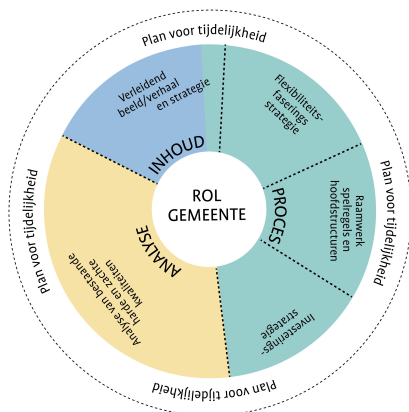 Plan voor tijdelijkheid
Verleidend
beeld/verhaal
en strategie
Flexibiliteits-
faserings
strategie
INHOUD
Plan voor tijdelijkheid
Plan voor tijdelijkheid
ROL
GEMEENTE
PROCES
Raamwerk
spelregels en
hoofdstructuren
ANALYSE
Analyse van bestaande
harde en zachte
kwaliteiten
Investerings-
strategie
Plan voor tijdelijkheid